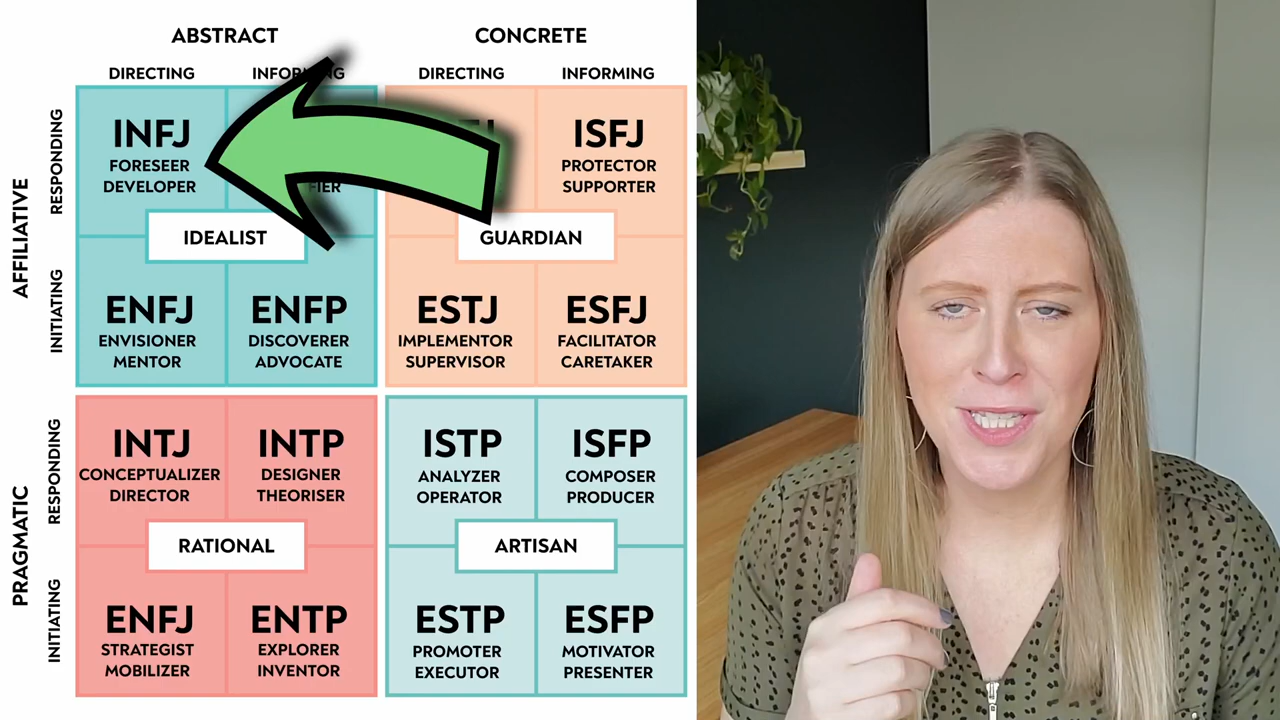 ABSTRACT
CONCRETE
DIRECTING
DIRECTING
INFORMING
AFFILIATIVE
RESPONDING
INFJ
FORESEER
DEVELOPER
ISFJ
PROTECTOR
SUPPORTER
IDEALIST
GUARDIAN
INITIATING
ENFJ
ENVISIONER
MENTOR
ENFP
DISCOVERER
ADVOCATE
ESTJ
IMPLEMENTOR
SUPERVISOR
ESFJ
FACILITATOR
CARETAKER
PRAGMATIC
RESPONDING
INTJ
CONCEPTUALIZER
DIRECTOR
INTP
DESIGNER
THEORISER
ISTP
ANALYZER
OPERATOR
ISFP
COMPOSER
PRODUCER
RATIONAL
ARTISAN
INITIATING
ENFJ
STRATEGIST
MOBILIZER
ENTP
EXPLORER
INVENTOR
ESTP
PROMOTER
EXECUTOR
ESFP
MOTIVATOR
PRESENTER